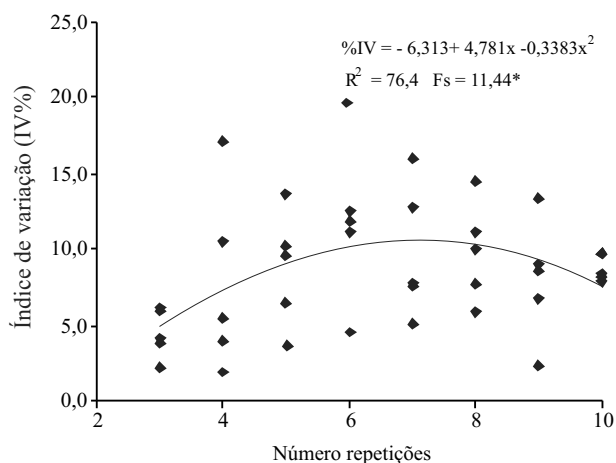 25,0
%IV = - 6,313+ 4,781x -0,3383x²
R² = 76,4 Fs = 11,44*
20,0
15,0
10,0
5,0
0,0
Índice de variação (IV%)
2 4 6 8 10
Número repetições